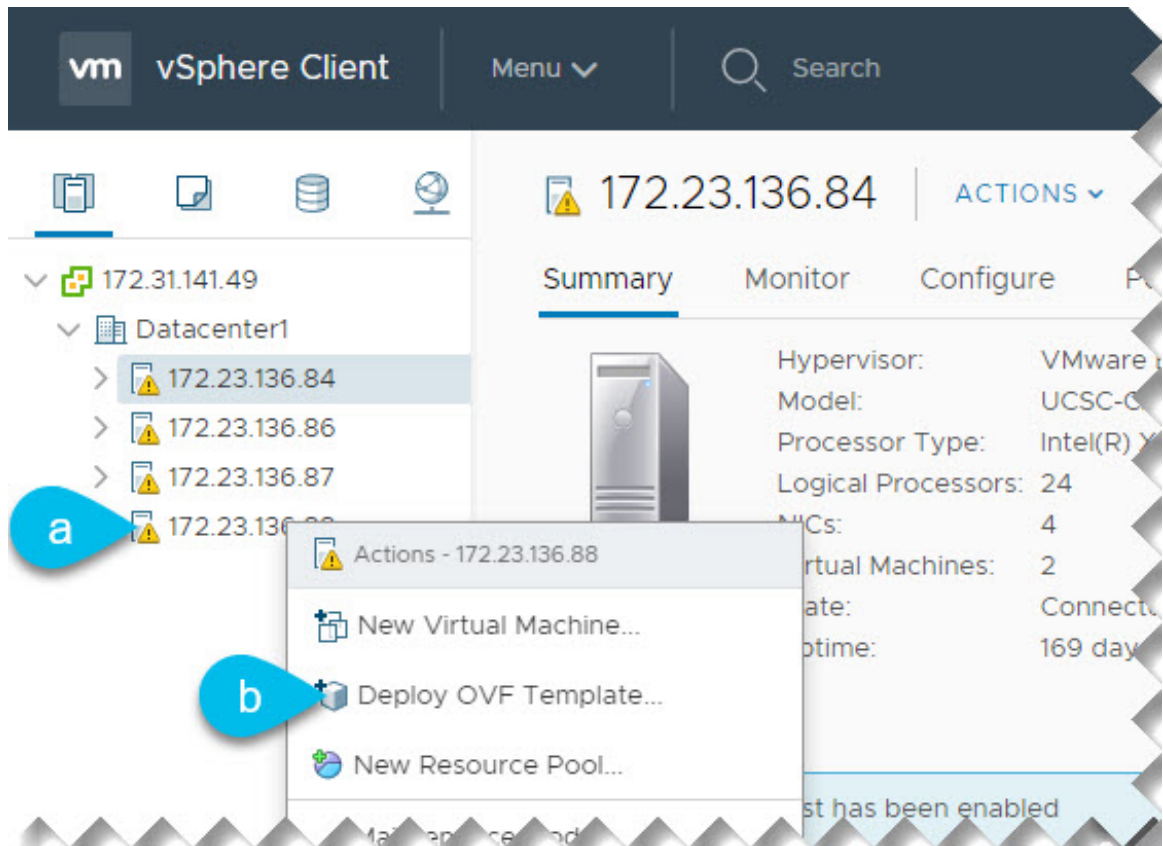 vm vSphere Client Menu Search
172.23.136.84 ACTIONS
172.31.141.49
Datacenter1
172.23.136.84
172.23.136.86
172.23.136.87
a
Summary Monitor Configure
Hypervisor: VMware
Model:
Processor Type: Intel(R)
Logical Processors: 24
4
Machines: 2
169
Actions - 172.23.136.88
New Virtual Machine...
b Deploy OVF Template...
New Resource Pool...
has been enabled